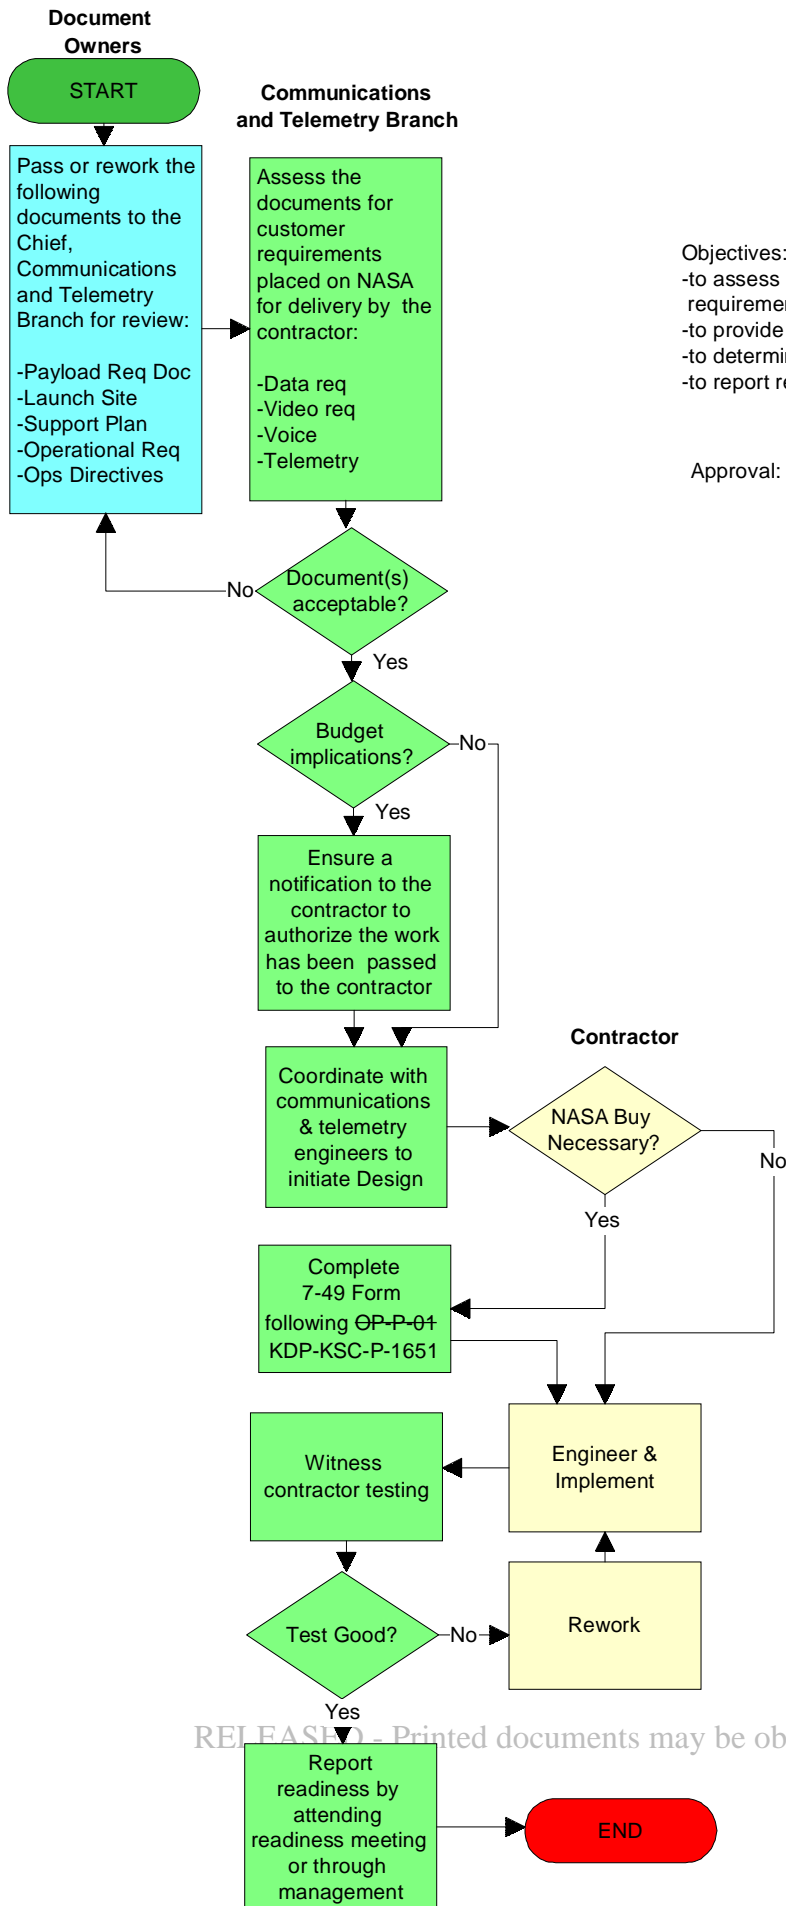 Document
Owners
START
Communications
and Telemetry Branch
Pass or rework the
following
documents to the
Chief,
Communications
and Telemetry
Branch for review:
-Payload Req Doc
-Launch Site
-Support Plan
-Operational Req
-Ops Directives
Assess the
documents for
customer
requirements
placed on NASA
for delivery by the
contractor:
-Data req
-Video req
-Voice
-Telemetry
Objectives:
-to assess
-to provide
-to report
Approval:
Document(s)
acceptable?
No
Yes
Budget
implications?
No
Yes
Ensure a
notification to the
contractor to
authorize the work
has been passed
to the contractor
Contractor
Coordinate with
communications
& telemetry
engineers to
initiate Design
NASA Buy
Necessary?
No
Yes
Complete
7-49 Form
following OP-P-01
KDP-KSC-P-1651
Engineer &
Implement
Witness
contractor testing
Test Good?
No
Rework
Yes
RELEASED - Printed documents may be
Report
readiness by
attending
readiness meeting
or through
management
END